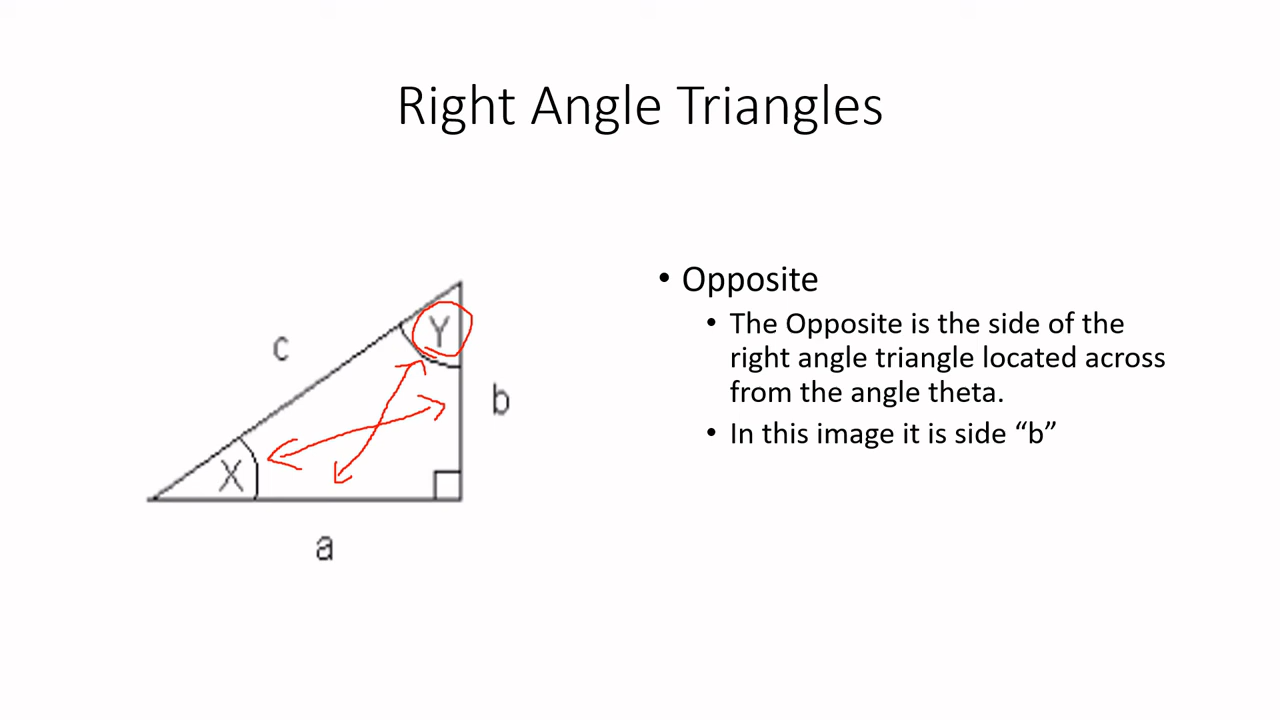 Right Angle Triangles
• Opposite
• The Opposite is the side of the
right angle triangle located across
from the angle theta.
• In this image it is side “b”
Y
c
b
X
a